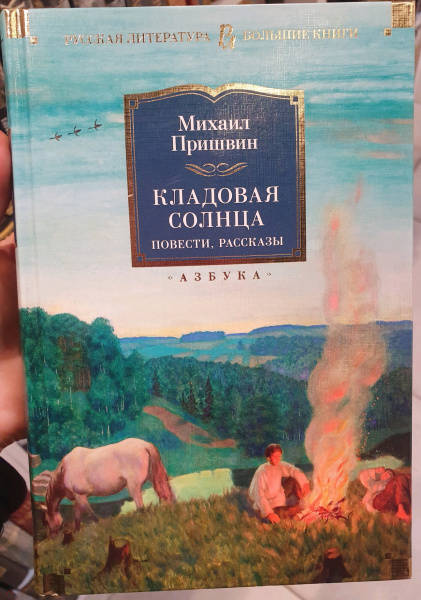 РУССКАЯ ЛИТЕРАТУРА БОЛЬШИЕ КНИГИ
Михаил
Пришвин
КЛАДОВАЯ
СОЛНЦА
ПОВЕСТИ, РАССКАЗЫ
«АЗБУКА»